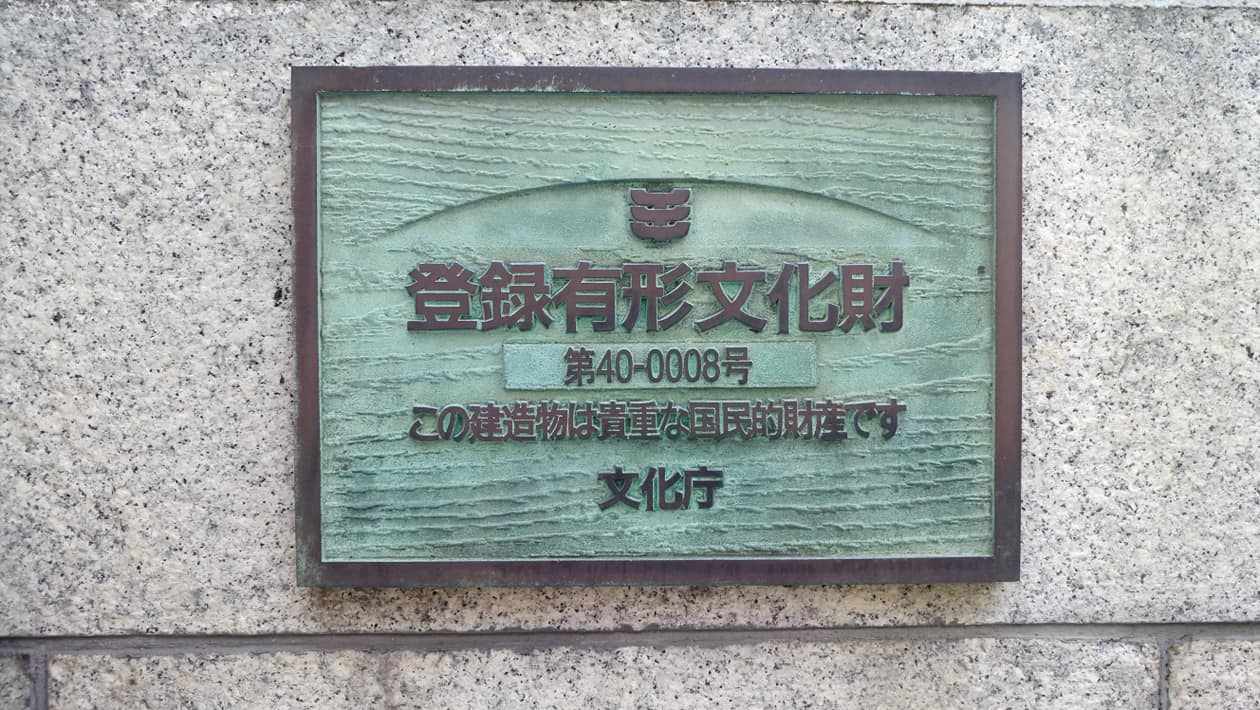 登録有形文化財
第40-0008号
この建造物は貴重な国民的財産です
文化庁